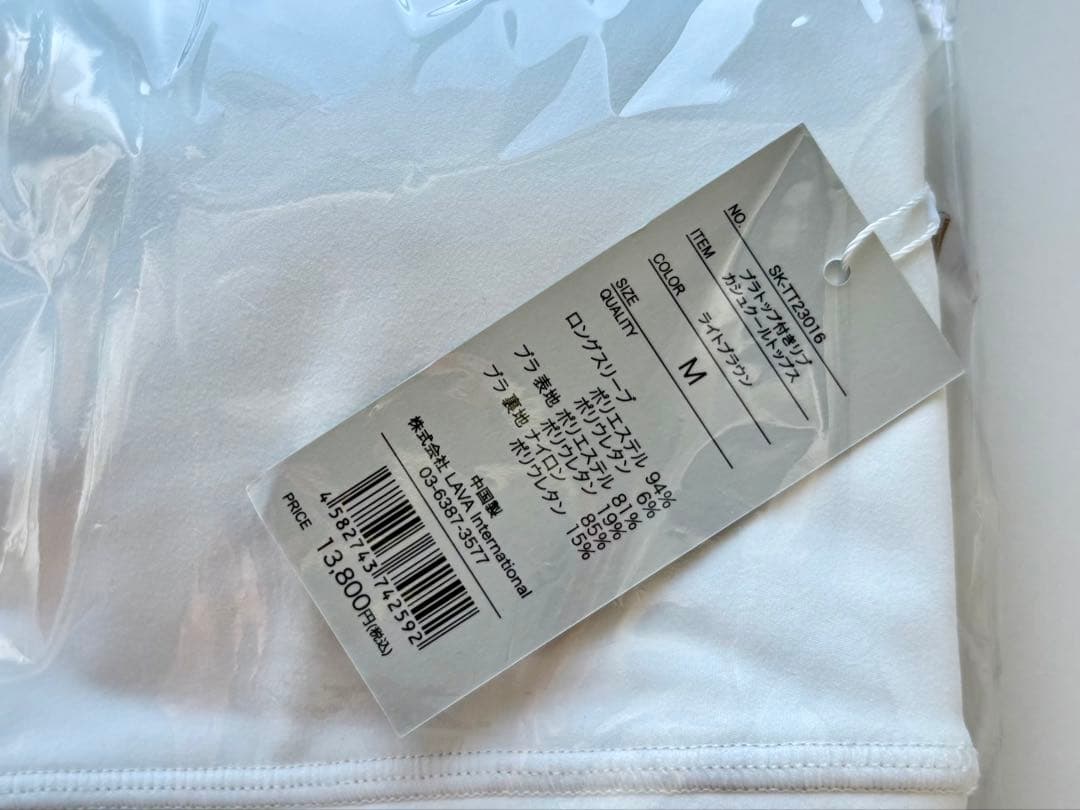 NO. SK-TT23016
ITEM ブラトップ付きリブ
カシュクールトップス
COLOR ライトブラウン
SIZE M
QUALITY
ロングスリーブ ポリエステル 94%
ポリウレタン 6%
ブラ 表地 ポリエステル 81%
ポリウレタン 19%
ブラ 裏地 ナイロン 85%
ポリウレタン 15%
中国製
株式会社 LAVA International
03-6387-3577
4 582743 742592
PRICE 13,800円(税込)